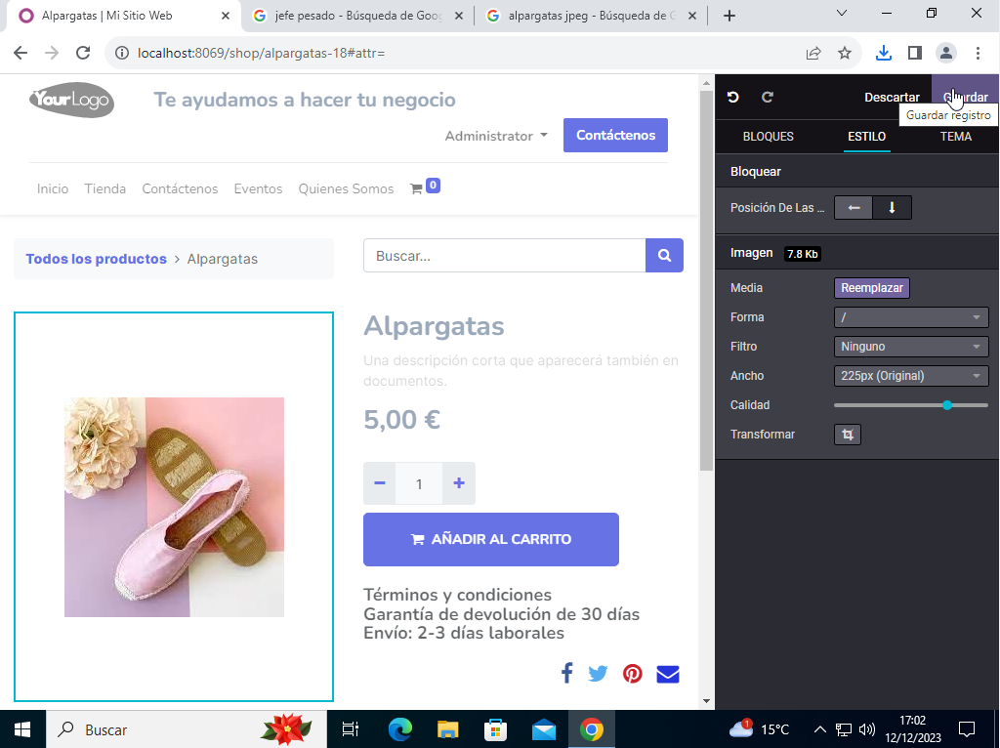 Alpargatas | Mi Sitio Web
jefe pesado - Búsqueda de Goo
alpargatas jpeg - Búsqueda de G
localhost:8069/shop/alpargatas-18#attr=
YourLogo
Te ayudamos a hacer tu negocio
Administrator
Contáctenos
Inicio
Tienda
Contáctenos
Eventos
Quienes Somos
0
Todos los productos > Alpargatas
Buscar...
Alpargatas
Una descripción corta que aparecerá también en
documentos.
5,00 €
1
AÑADIR AL CARRITO
Términos y condiciones
Garantía de devolución de 30 días
Envío: 2-3 días laborales
Descartar
Guardar registro
BLOQUES
ESTILO
TEMA
Bloquear
Posición De Las ...
Imagen 7.8 Kb
Media
Reemplazar
Forma
/
Filtro
Ninguno
Ancho
225px (Original)
Calidad
Transformar
Buscar
1
15°C
17:02
12/12/2023